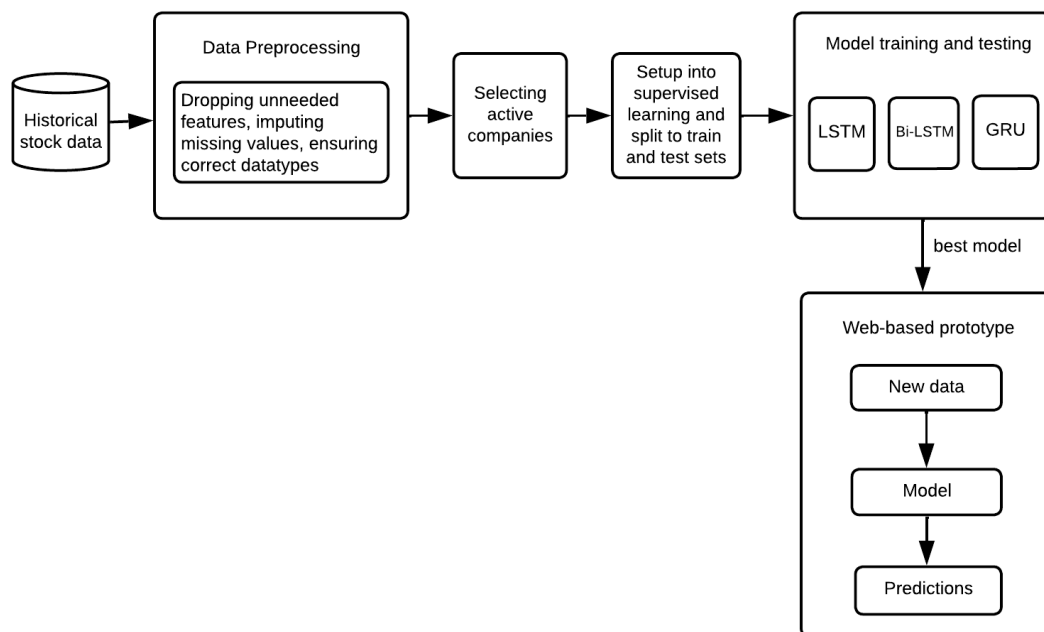 Historical
stock data
Data Preprocessing
Dropping unneeded
features, imputing
missing values, ensuring
correct datatypes
Selecting
active
companies
Setup into
supervised
learning and
split to train
and test sets
Model training and testing
LSTM
Bi-LSTM
GRU
best model
Web-based prototype
New data
Model
Predictions